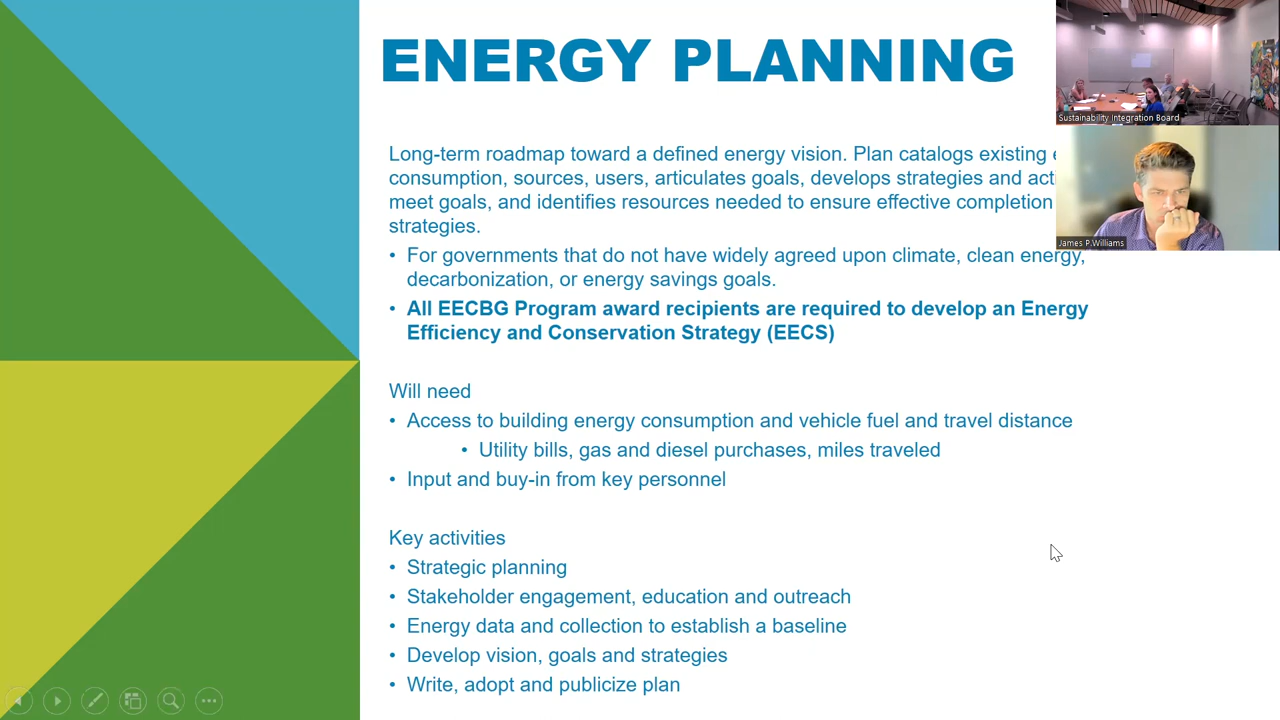 ENERGY PLANNING
Long-term roadmap toward a defined energy vision. Plan catalogs existing
consumption, sources, users, articulates goals, develops strategies and
meet goals, and identifies resources needed to ensure effective completion
strategies.
• For governments that do not have widely agreed upon climate, clean energy,
decarbonization, or energy savings goals.
• All EECBG Program award recipients are required to develop an Energy
Efficiency and Conservation Strategy (EECS)
Will need
• Access to building energy consumption and vehicle fuel and travel distance
• Utility bills, gas and diesel purchases, miles traveled
• Input and buy-in from key personnel
Key activities
• Strategic planning
• Stakeholder engagement, education and outreach
• Energy data and collection to establish a baseline
• Develop vision, goals and strategies
• Write, adopt and publicize plan
Sustainability Integration Board
James P.Williams